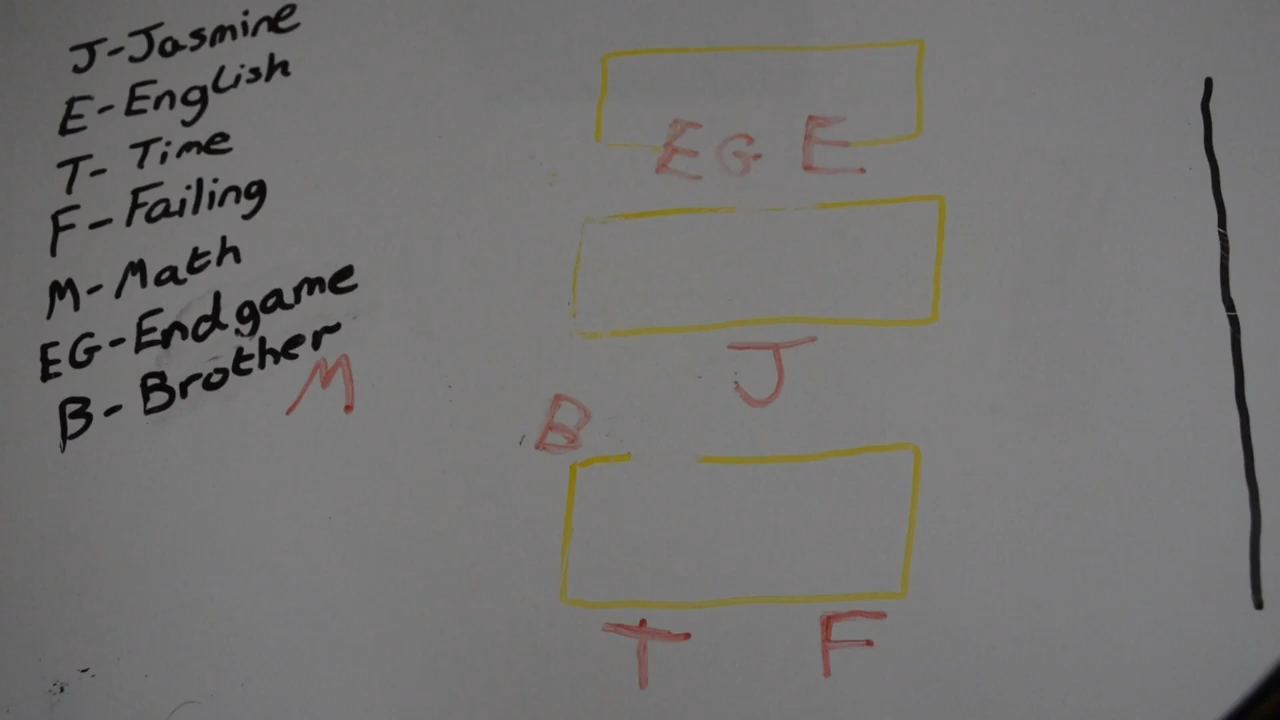 J-Jasmine
E-English
T-Time
F-Failing
M-Math
EG-Endgame
B-Brother
M
EG E
J
B
T F